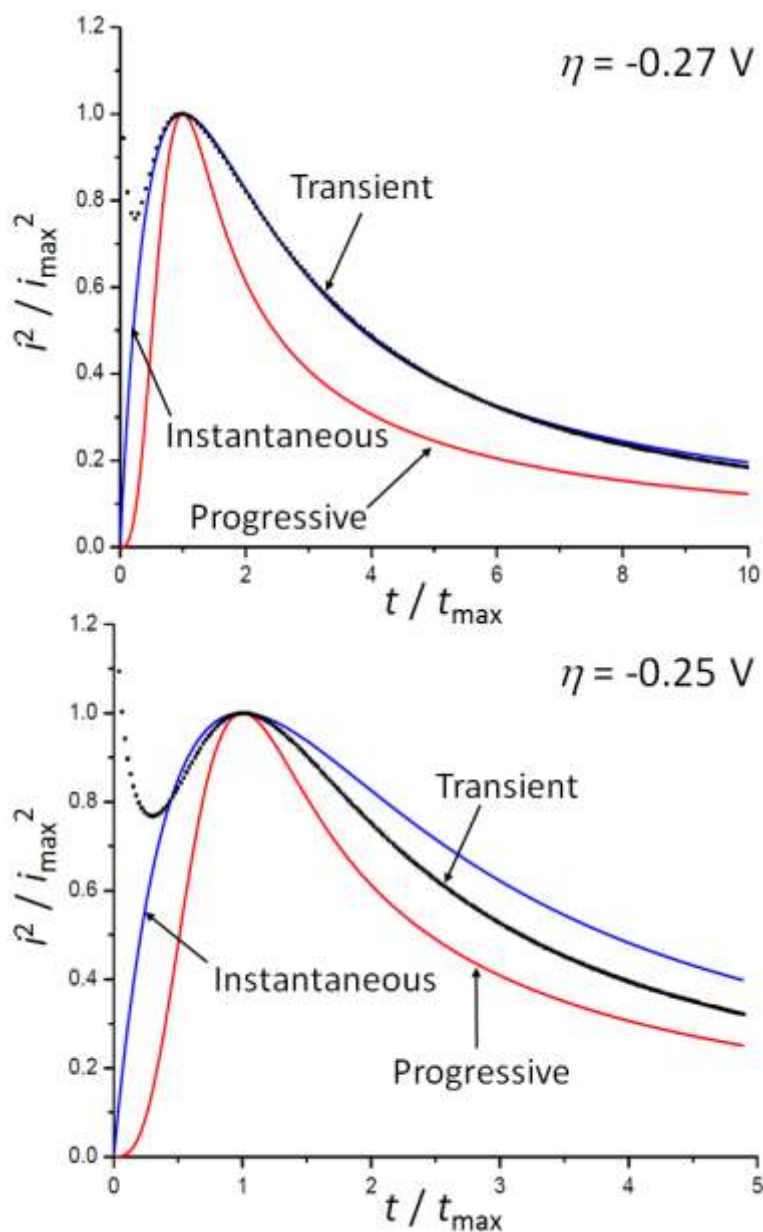 η = -0.27 V
i² / i_max²
1.2
1.0
0.8
0.6
0.4
0.2
0.0
Transient
Instantaneous
Progressive
0 2 4 6 8 10
t / t_max
η = -0.25 V
i² / i_max²
1.2
1.0
0.8
0.6
0.4
0.2
0.0
Transient
Instantaneous
Progressive
0 1 2 3 4 5
t / t_max